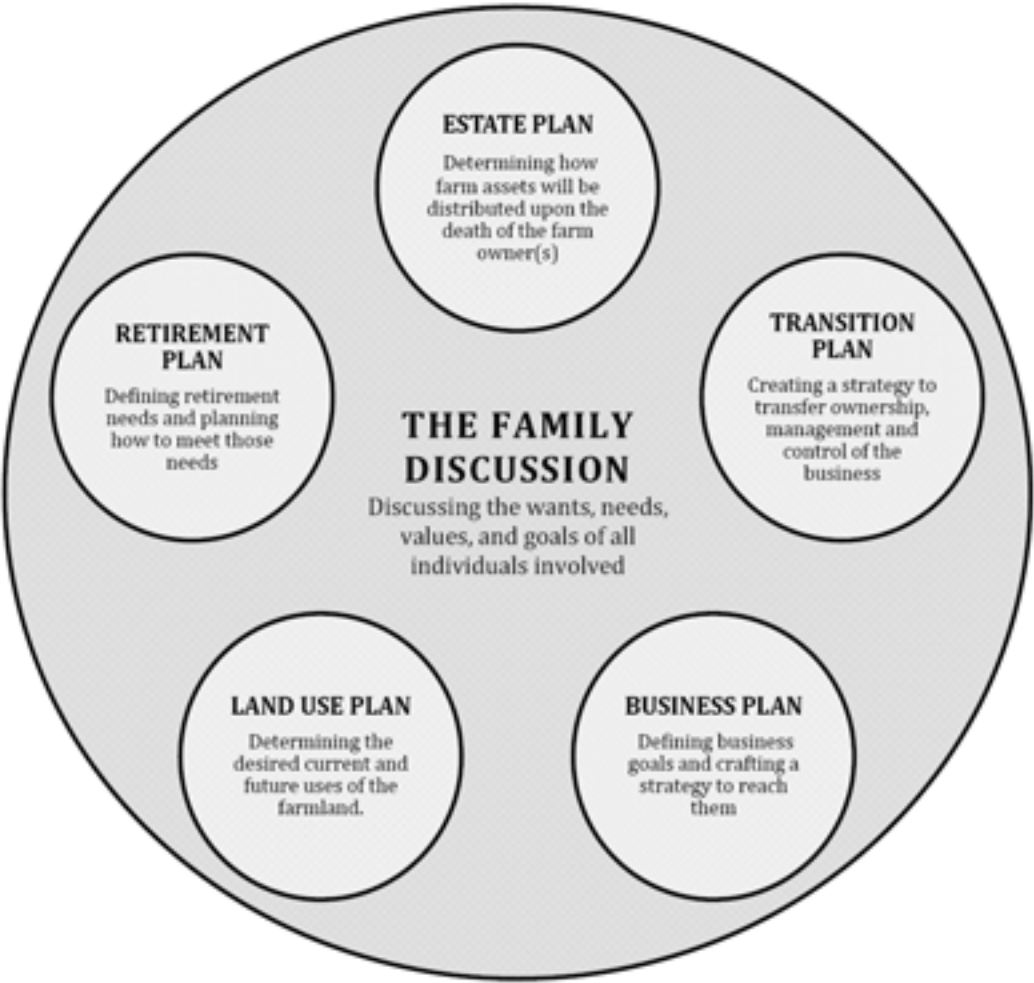 ESTATE PLAN
Determining how
farm assets will be
distributed upon the
death of the farm
owner(s)
RETIREMENT
PLAN
Defining retirement
needs and planning
how to meet those
needs
TRANSITION
PLAN
Creating a strategy to
transfer ownership,
management and
control of the
business
THE FAMILY
DISCUSSION
Discussing the wants, needs,
values, and goals of all
individuals involved
LAND USE PLAN
Determining the
desired current and
future uses of the
farmland.
BUSINESS PLAN
Defining business
goals and crafting a
strategy to reach
them